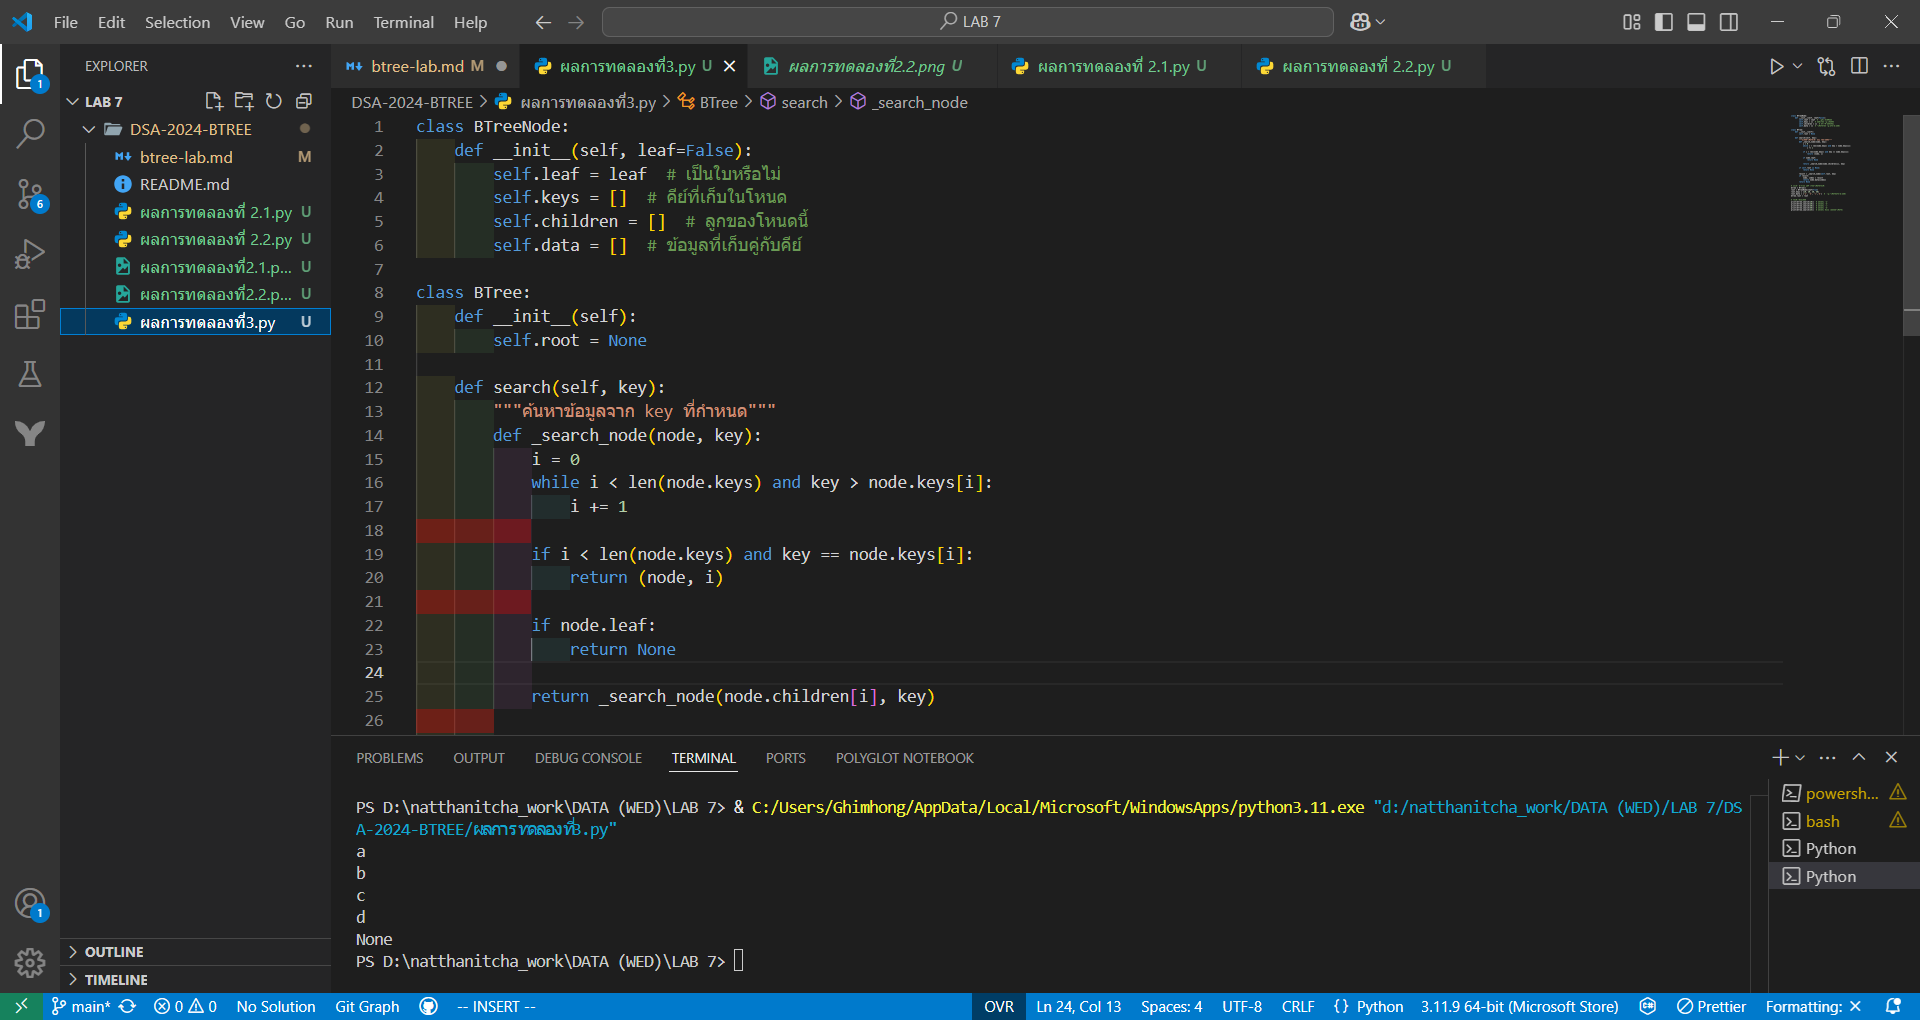 File Edit Selection View Go Run Terminal Help
LAB 7
EXPLORER
btree-lab.md M
ผลการทดลองที่3.py U
ผลการทดลองที่2.2.png U
ผลการทดลองที่ 2.1.py U
ผลการทดลองที่ 2.2.py U
1
LAB 7
DSA-2024-BTREE > ผลการทดลองที่3.py > BTree > search > _search_node
DSA-2024-BTREE
btree-lab.md M
README.md
ผลการทดลองที่ 2.1.py U
ผลการทดลองที่ 2.2.py U
ผลการทดลองที่2.1.p... U
ผลการทดลองที่2.2.p... U
ผลการทดลองที่3.py U
6
1 class BTreeNode:
2 def __init__(self, leaf=False):
3 self.leaf = leaf # เป็นใบหรือไม่
4 self.keys = [] # คีย์ที่เก็บในโหนด
5 self.children = [] # ลูกของโหนดนี้
6 self.data = [] # ข้อมูลที่เก็บคู่กับคีย์
7
8 class BTree:
9 def __init__(self):
10 self.root = None
11
12 def search(self, key):
13 """ค้นหาข้อมูลจาก key ที่กำหนด"""
14 def _search_node(node, key):
15 i = 0
16 while i < len(node.keys) and key > node.keys[i]:
17 i += 1
18
19 if i < len(node.keys) and key == node.keys[i]:
20 return (node, i)
21
22 if node.leaf:
23 return None
24
25 return _search_node(node.children[i], key)
26
PROBLEMS OUTPUT DEBUG CONSOLE TERMINAL PORTS POLYGLOT NOTEBOOK
PS D:\natthanitcha_work\DATA (WED)\LAB 7> & C:/Users/Ghimhong/AppData/Local/Microsoft/WindowsApps/python3.11.exe "d:/natthanitcha_work/DATA (WED)/LAB 7/DS
A-2024-BTREE/ผลการทดลองที่3.py"
a
b
c
d
None
PS D:\natthanitcha_work\DATA (WED)\LAB 7>
powersh...
bash
Python
Python
1
OUTLINE
TIMELINE
main* 0 0 No Solution Git Graph -- INSERT -- OVR Ln 24, Col 13 Spaces: 4 UTF-8 CRLF {} Python 3.11.9 64-bit (Microsoft Store) Prettier Formatting: ×